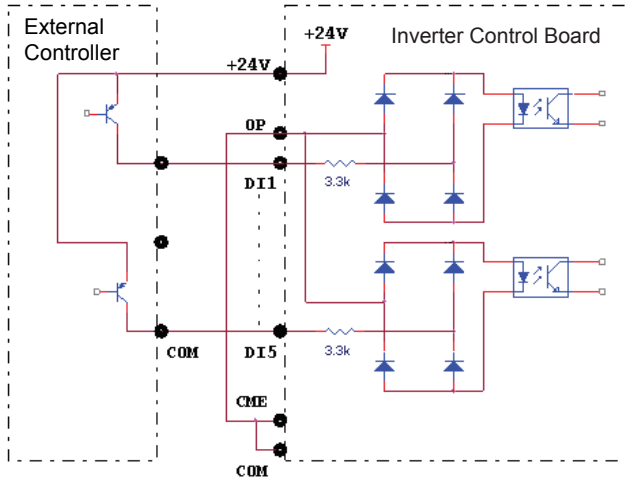 External
Controller
+24V
Inverter Control Board
+24V
OP
DI1
3.3k
COM
DI5
3.3k
CME
COM